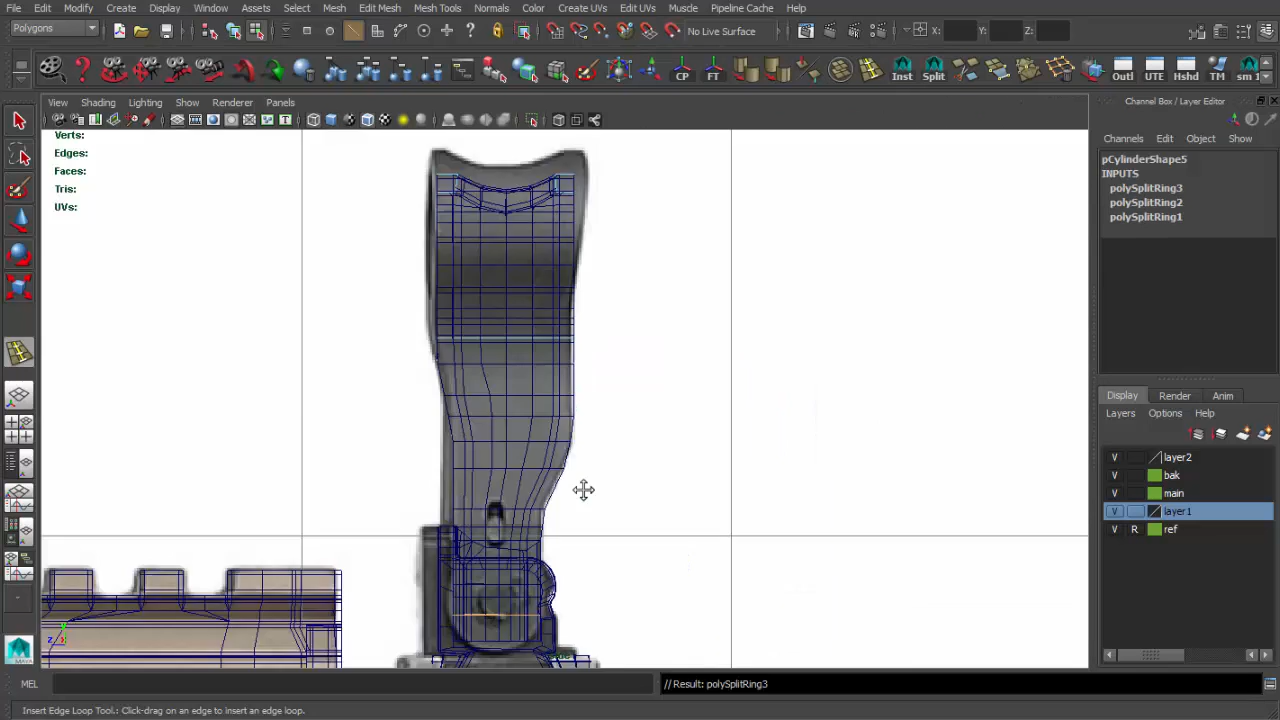 File Edit Modify Create Display Window Assets Select Mesh Edit Mesh Mesh Tools Normals Color Create UVs Edit UVs Muscle Pipeline Cache Help
Polygons No Live Surface X: Y: Z:
CP FT Inst Split Outl UTE Hshd TM sm 1
View Shading Lighting Show Renderer Panels
Channel Box / Layer Editor
Channels Edit Object Show
Verts:
Edges:
Faces:
Tris:
UVs:
pCylinderShape5
INPUTS
polySplitRing3
polySplitRing2
polySplitRing1
Display Render Anim
Layers Options Help
V layer2
V bak
V main
V layer1
V R ref
y
z x
MEL // Result: polySplitRing3
Insert Edge Loop Tool.: Click-drag on an edge to insert an edge loop.